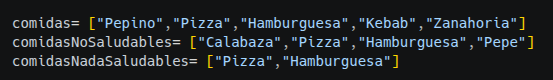 comidas= ["Pepino","Pizza","Hamburguesa","Kebab","Zanahoria"]
comidasNoSaludables= ["Calabaza","Pizza","Hamburguesa","Pepe"]
comidasNadaSaludables= ["Pizza","Hamburguesa"]